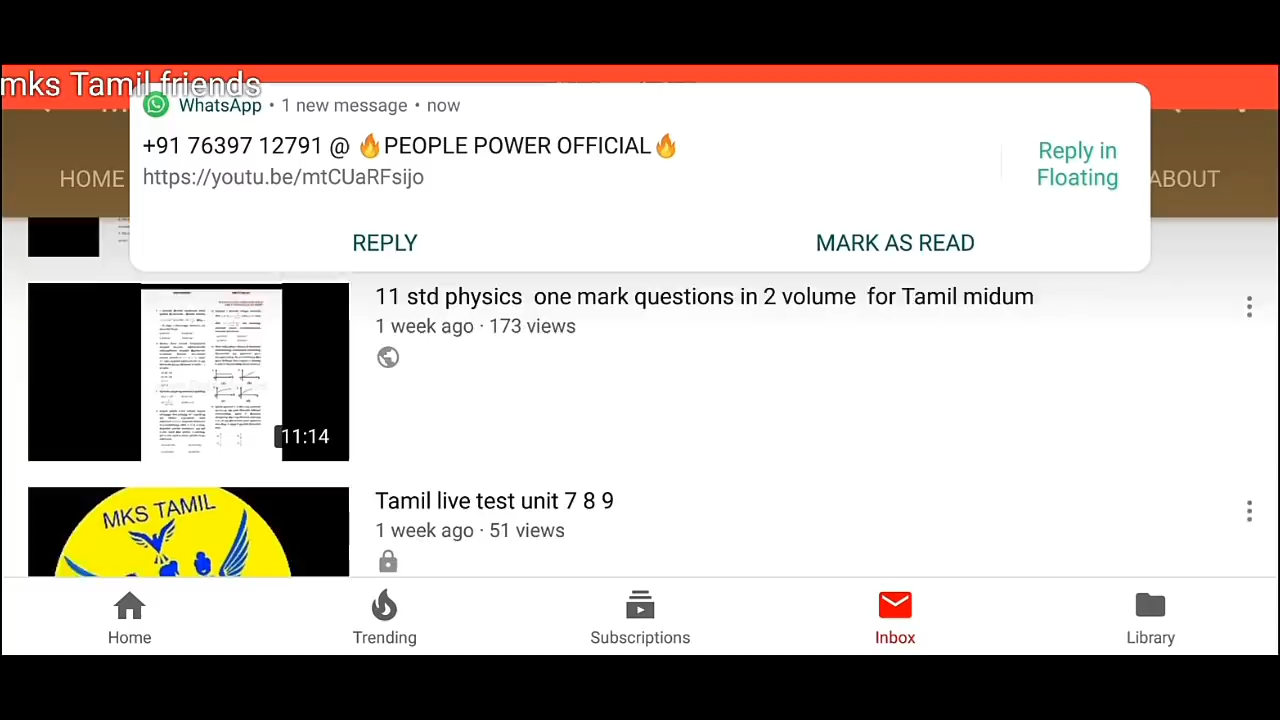 mks Tamil friends
WhatsApp • 1 new message • now
+91 76397 12791 @ 🔥PEOPLE POWER OFFICIAL🔥
https://youtu.be/mtCUaRFsijo
Reply in
Floating
HOME
ABOUT
REPLY
MARK AS READ
11 std physics one mark questions in 2 volume for Tamil midum
1 week ago · 173 views
11:14
Tamil live test unit 7 8 9
1 week ago · 51 views
MKS TAMIL
Home
Trending
Subscriptions
Inbox
Library